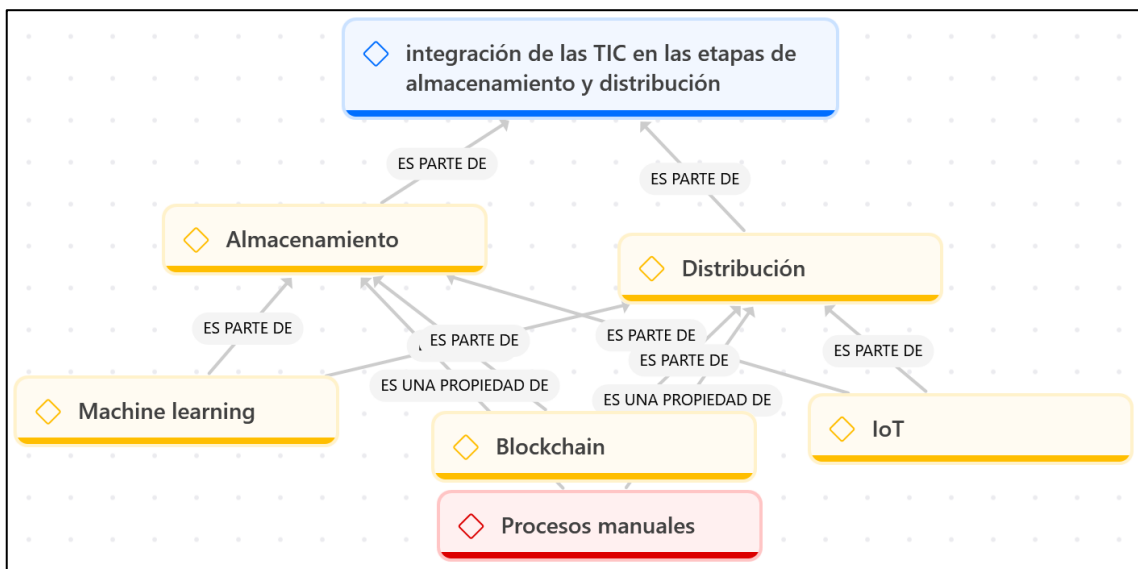 integración de las TIC en las etapas de
almacenamiento y distribución
ES PARTE DE
ES PARTE DE
Almacenamiento
Distribución
ES PARTE DE
ES PARTE DE
ES PARTE DE
ES PARTE DE
ES PARTE DE
ES UNA PROPIEDAD DE
ES UNA PROPIEDAD DE
Machine learning
IoT
Blockchain
Procesos manuales